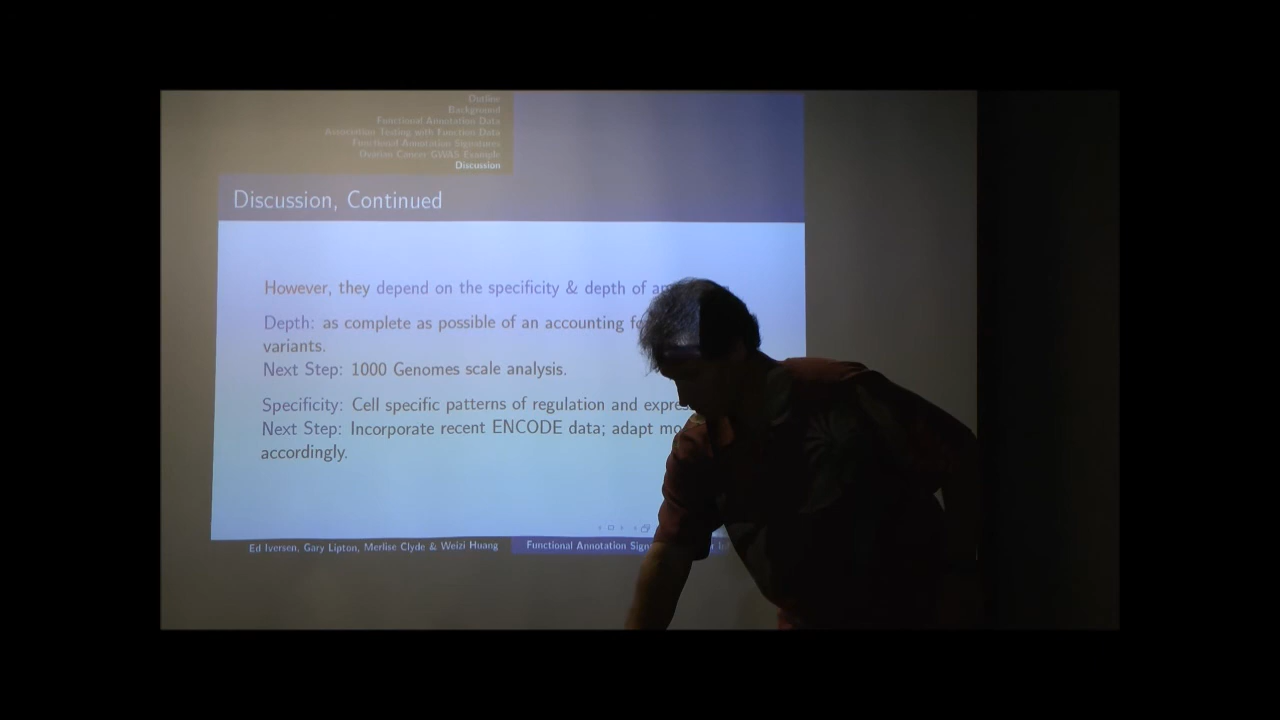 Outline
Background
Functional Annotation Data
Association Testing with Function Data
Functional Annotation Signatures
Ovarian Cancer GWAS Example
Discussion
Discussion, Continued
However, they depend on the specificity & depth of
Depth: as complete as possible of an accounting
variants.
Next Step: 1000 Genomes scale analysis.
Specificity: Cell specific patterns of regulation and
Next Step: Incorporate recent ENCODE data; adapt
accordingly.
Ed Iversen, Gary Lipton, Merlise Clyde & Weizi Huang
Functional Annotation